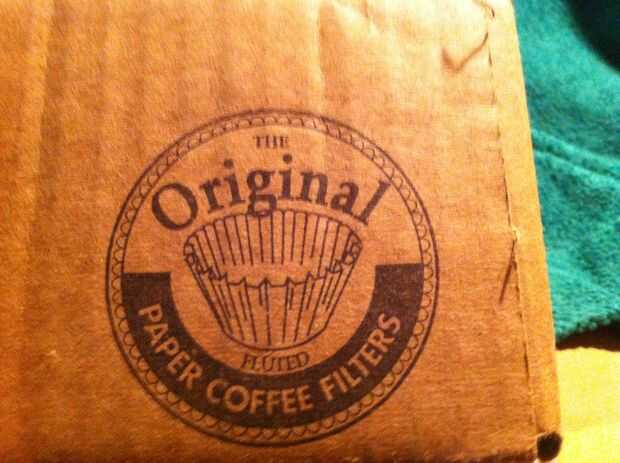 THE
Original
FLUTED
PAPER COFFEE FILTERS